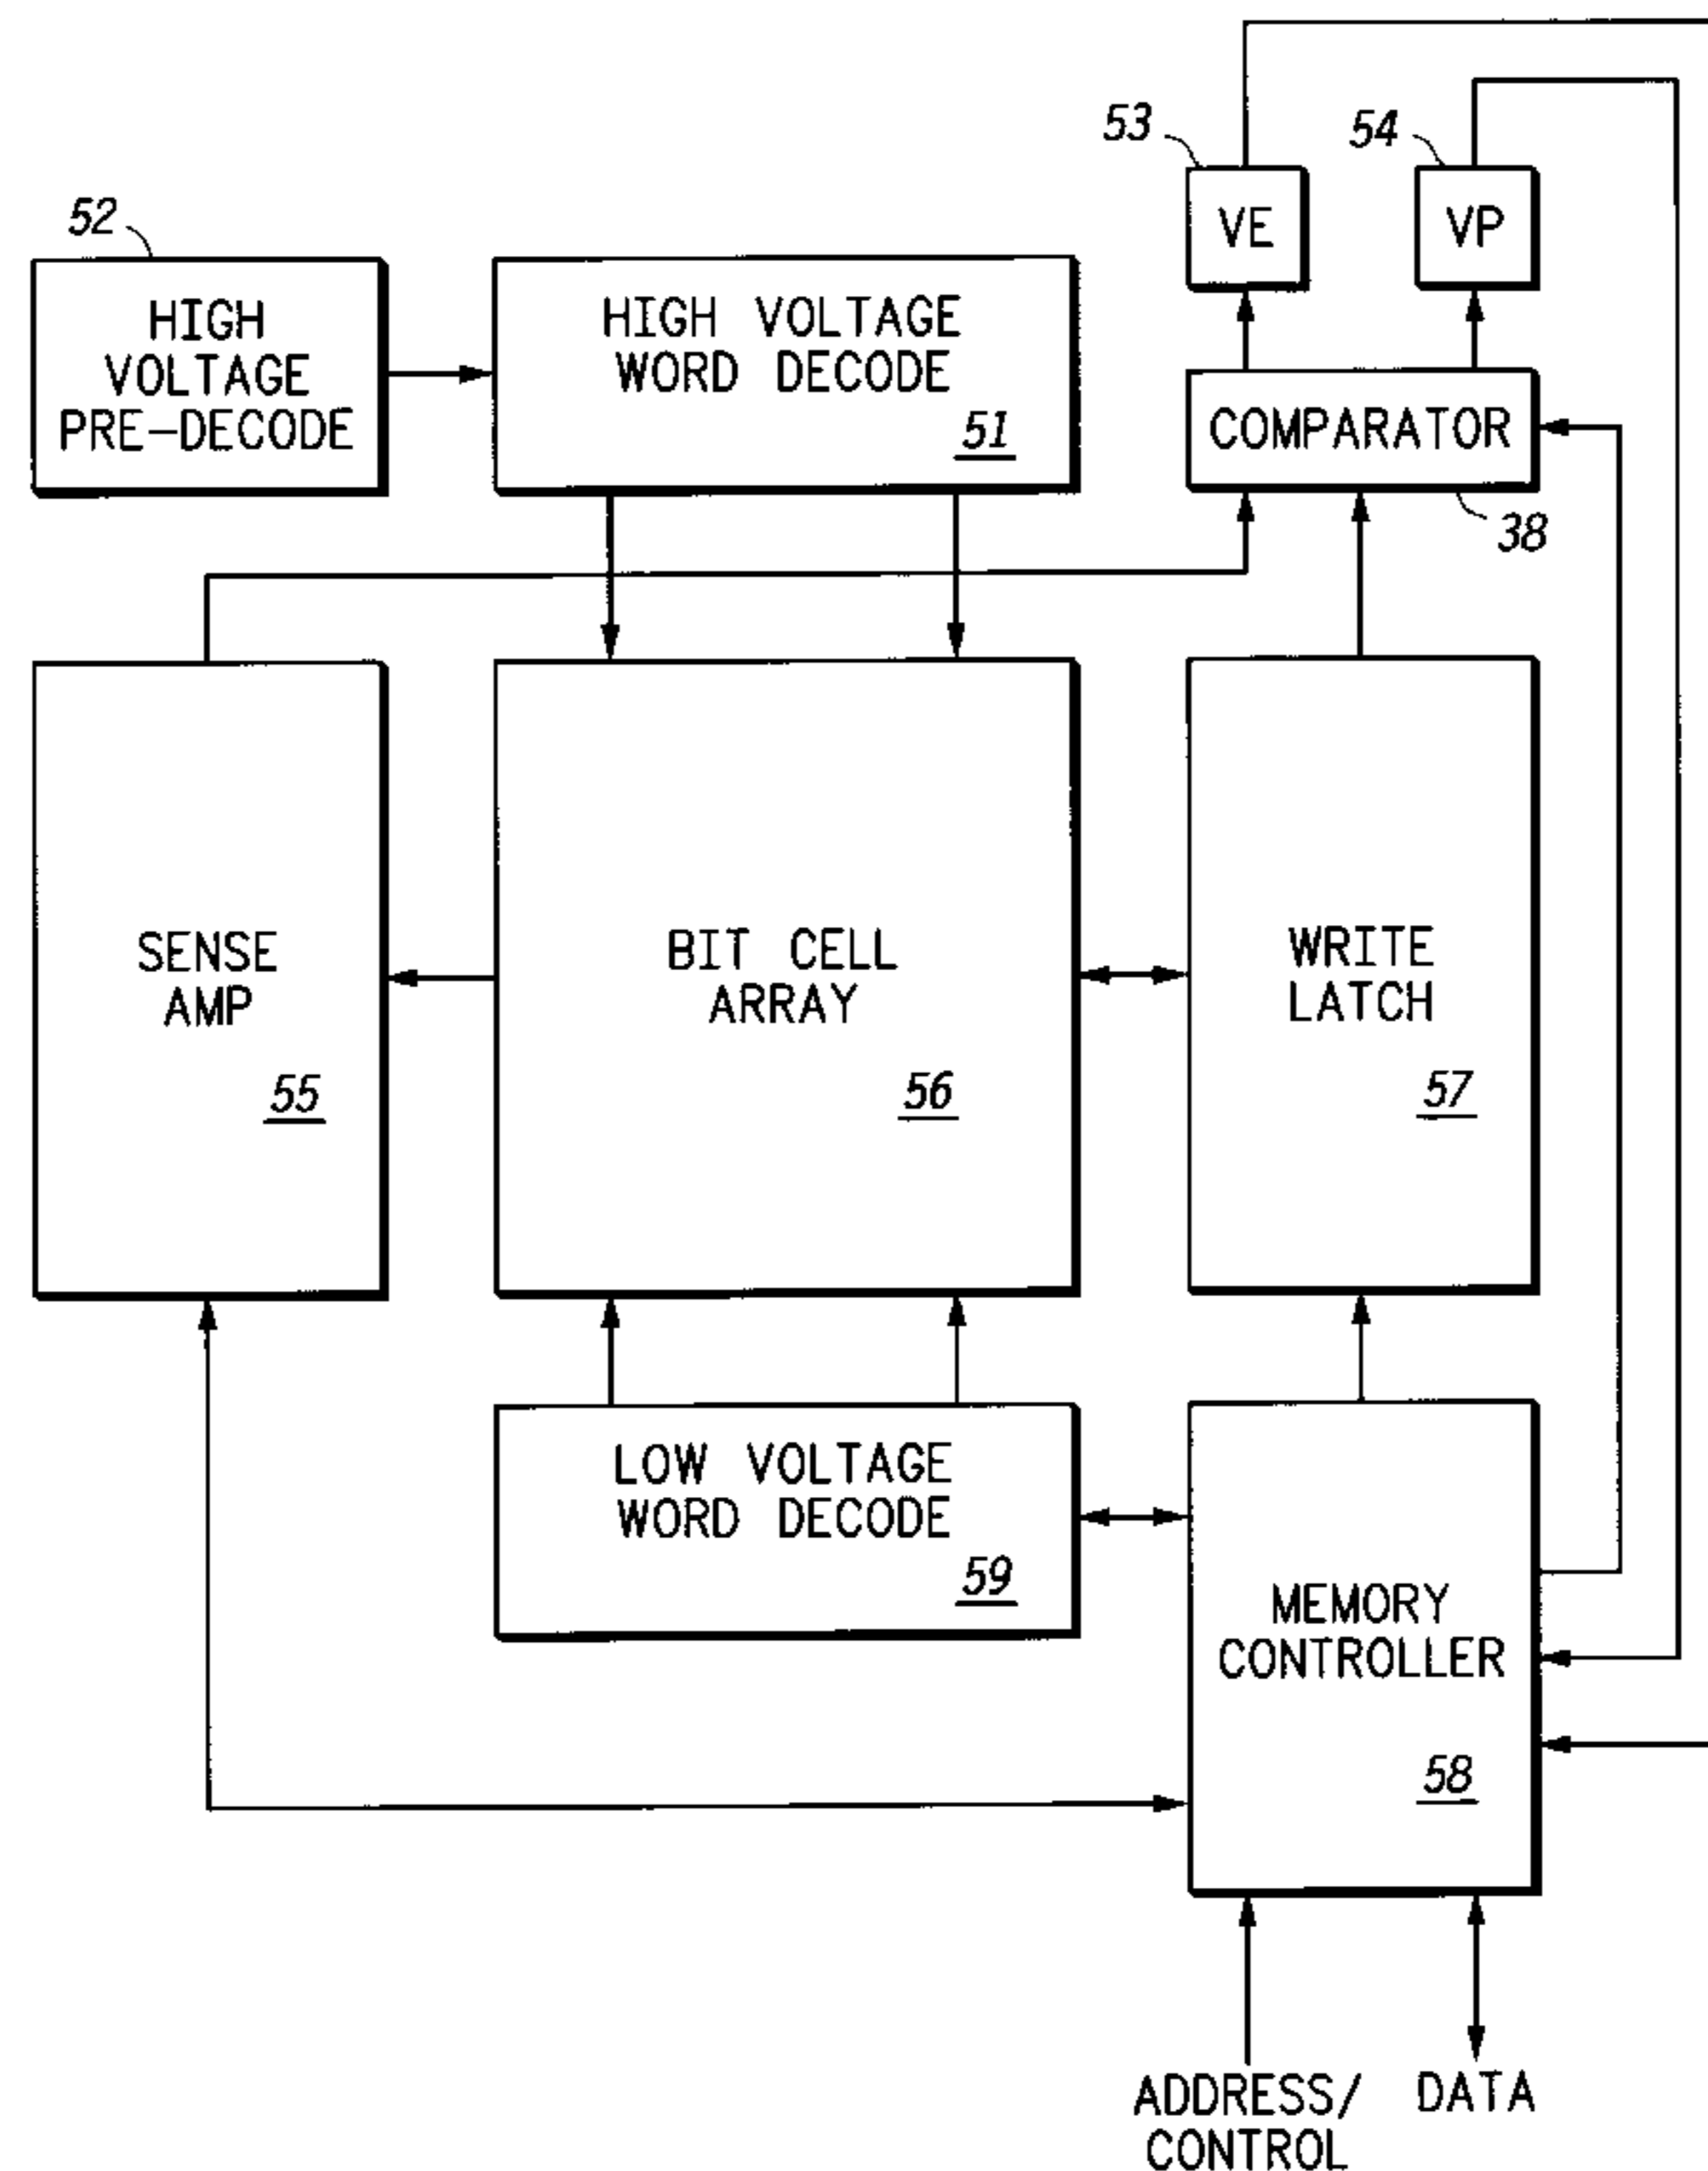 53
54
VE
VP
52
HIGH
VOLTAGE
PRE-DECODE
HIGH VOLTAGE
WORD DECODE
51
COMPARATOR
38
SENSE
AMP
55
BIT CELL
ARRAY
56
WRITE
LATCH
57
LOW VOLTAGE
WORD DECODE
59
MEMORY
CONTROLLER
58
ADDRESS/
CONTROL
DATA